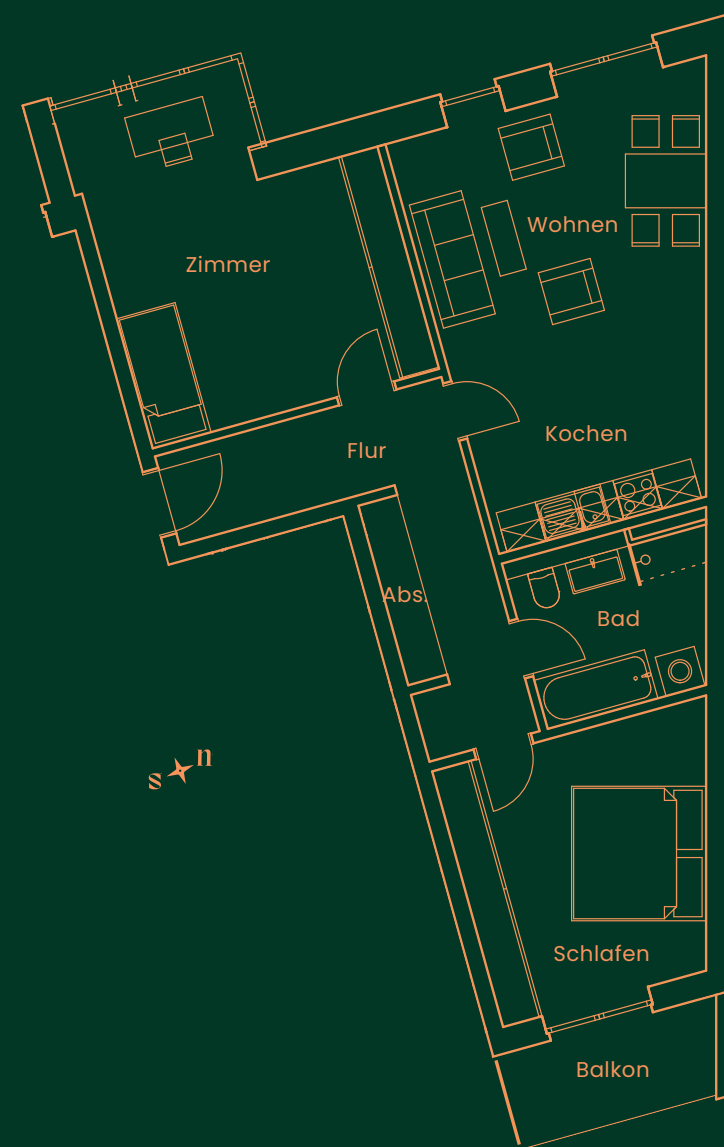 Wohnen
Zimmer
Kochen
Flur
Abs.
Bad
n
s
Schlafen
Balkon